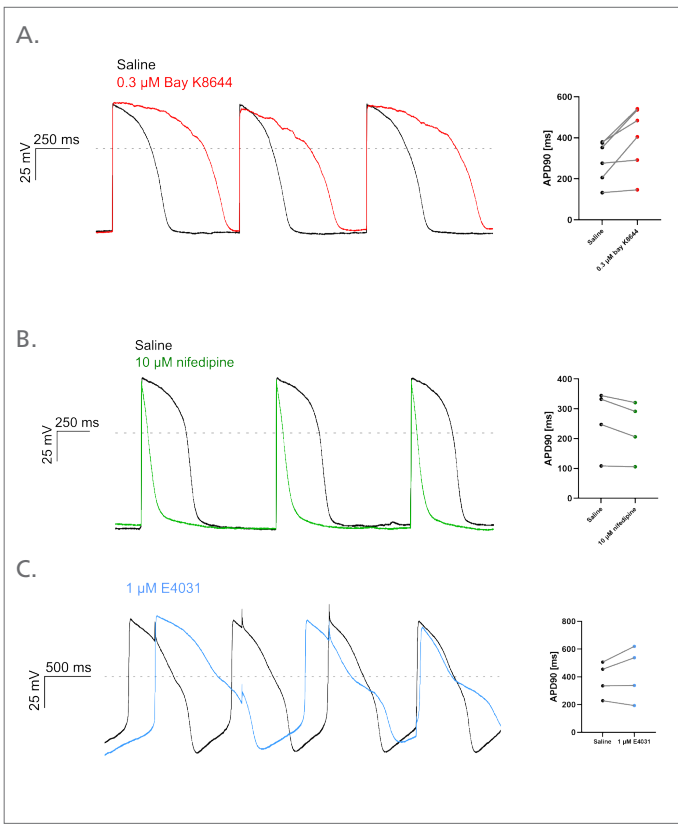 A.
Saline
0.3 µM Bay K8644
250 ms
25 mV
APD90 [ms]
600
400
200
0
Saline
0.3 µM bay K8644
B.
Saline
10 µM nifedipine
250 ms
25 mV
APD90 [ms]
400
300
200
100
0
Saline
10 µM nifedipine
C.
1 µM E4031
500 ms
25 mV
APD90 [ms]
800
600
400
200
0
Saline
1 µM E4031